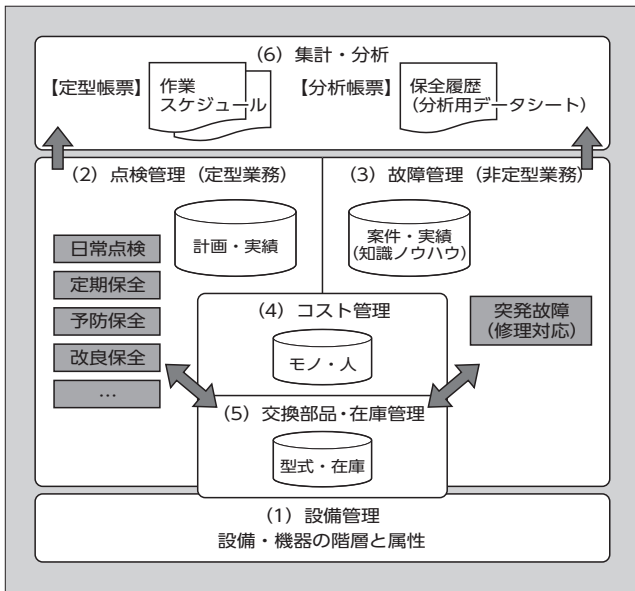 (6) 集計・分析
【定型帳票】
作業
スケジュール
【分析帳票】
保全履歴
(分析用データシート)
(2) 点検管理(定型業務)
計画・実績
日常点検
定期保全
予防保全
改良保全
…
(3) 故障管理(非定型業務)
案件・実績
(知識ノウハウ)
突発故障
(修理対応)
(4) コスト管理
モノ・人
(5) 交換部品・在庫管理
型式・在庫
(1) 設備管理
設備・機器の階層と属性